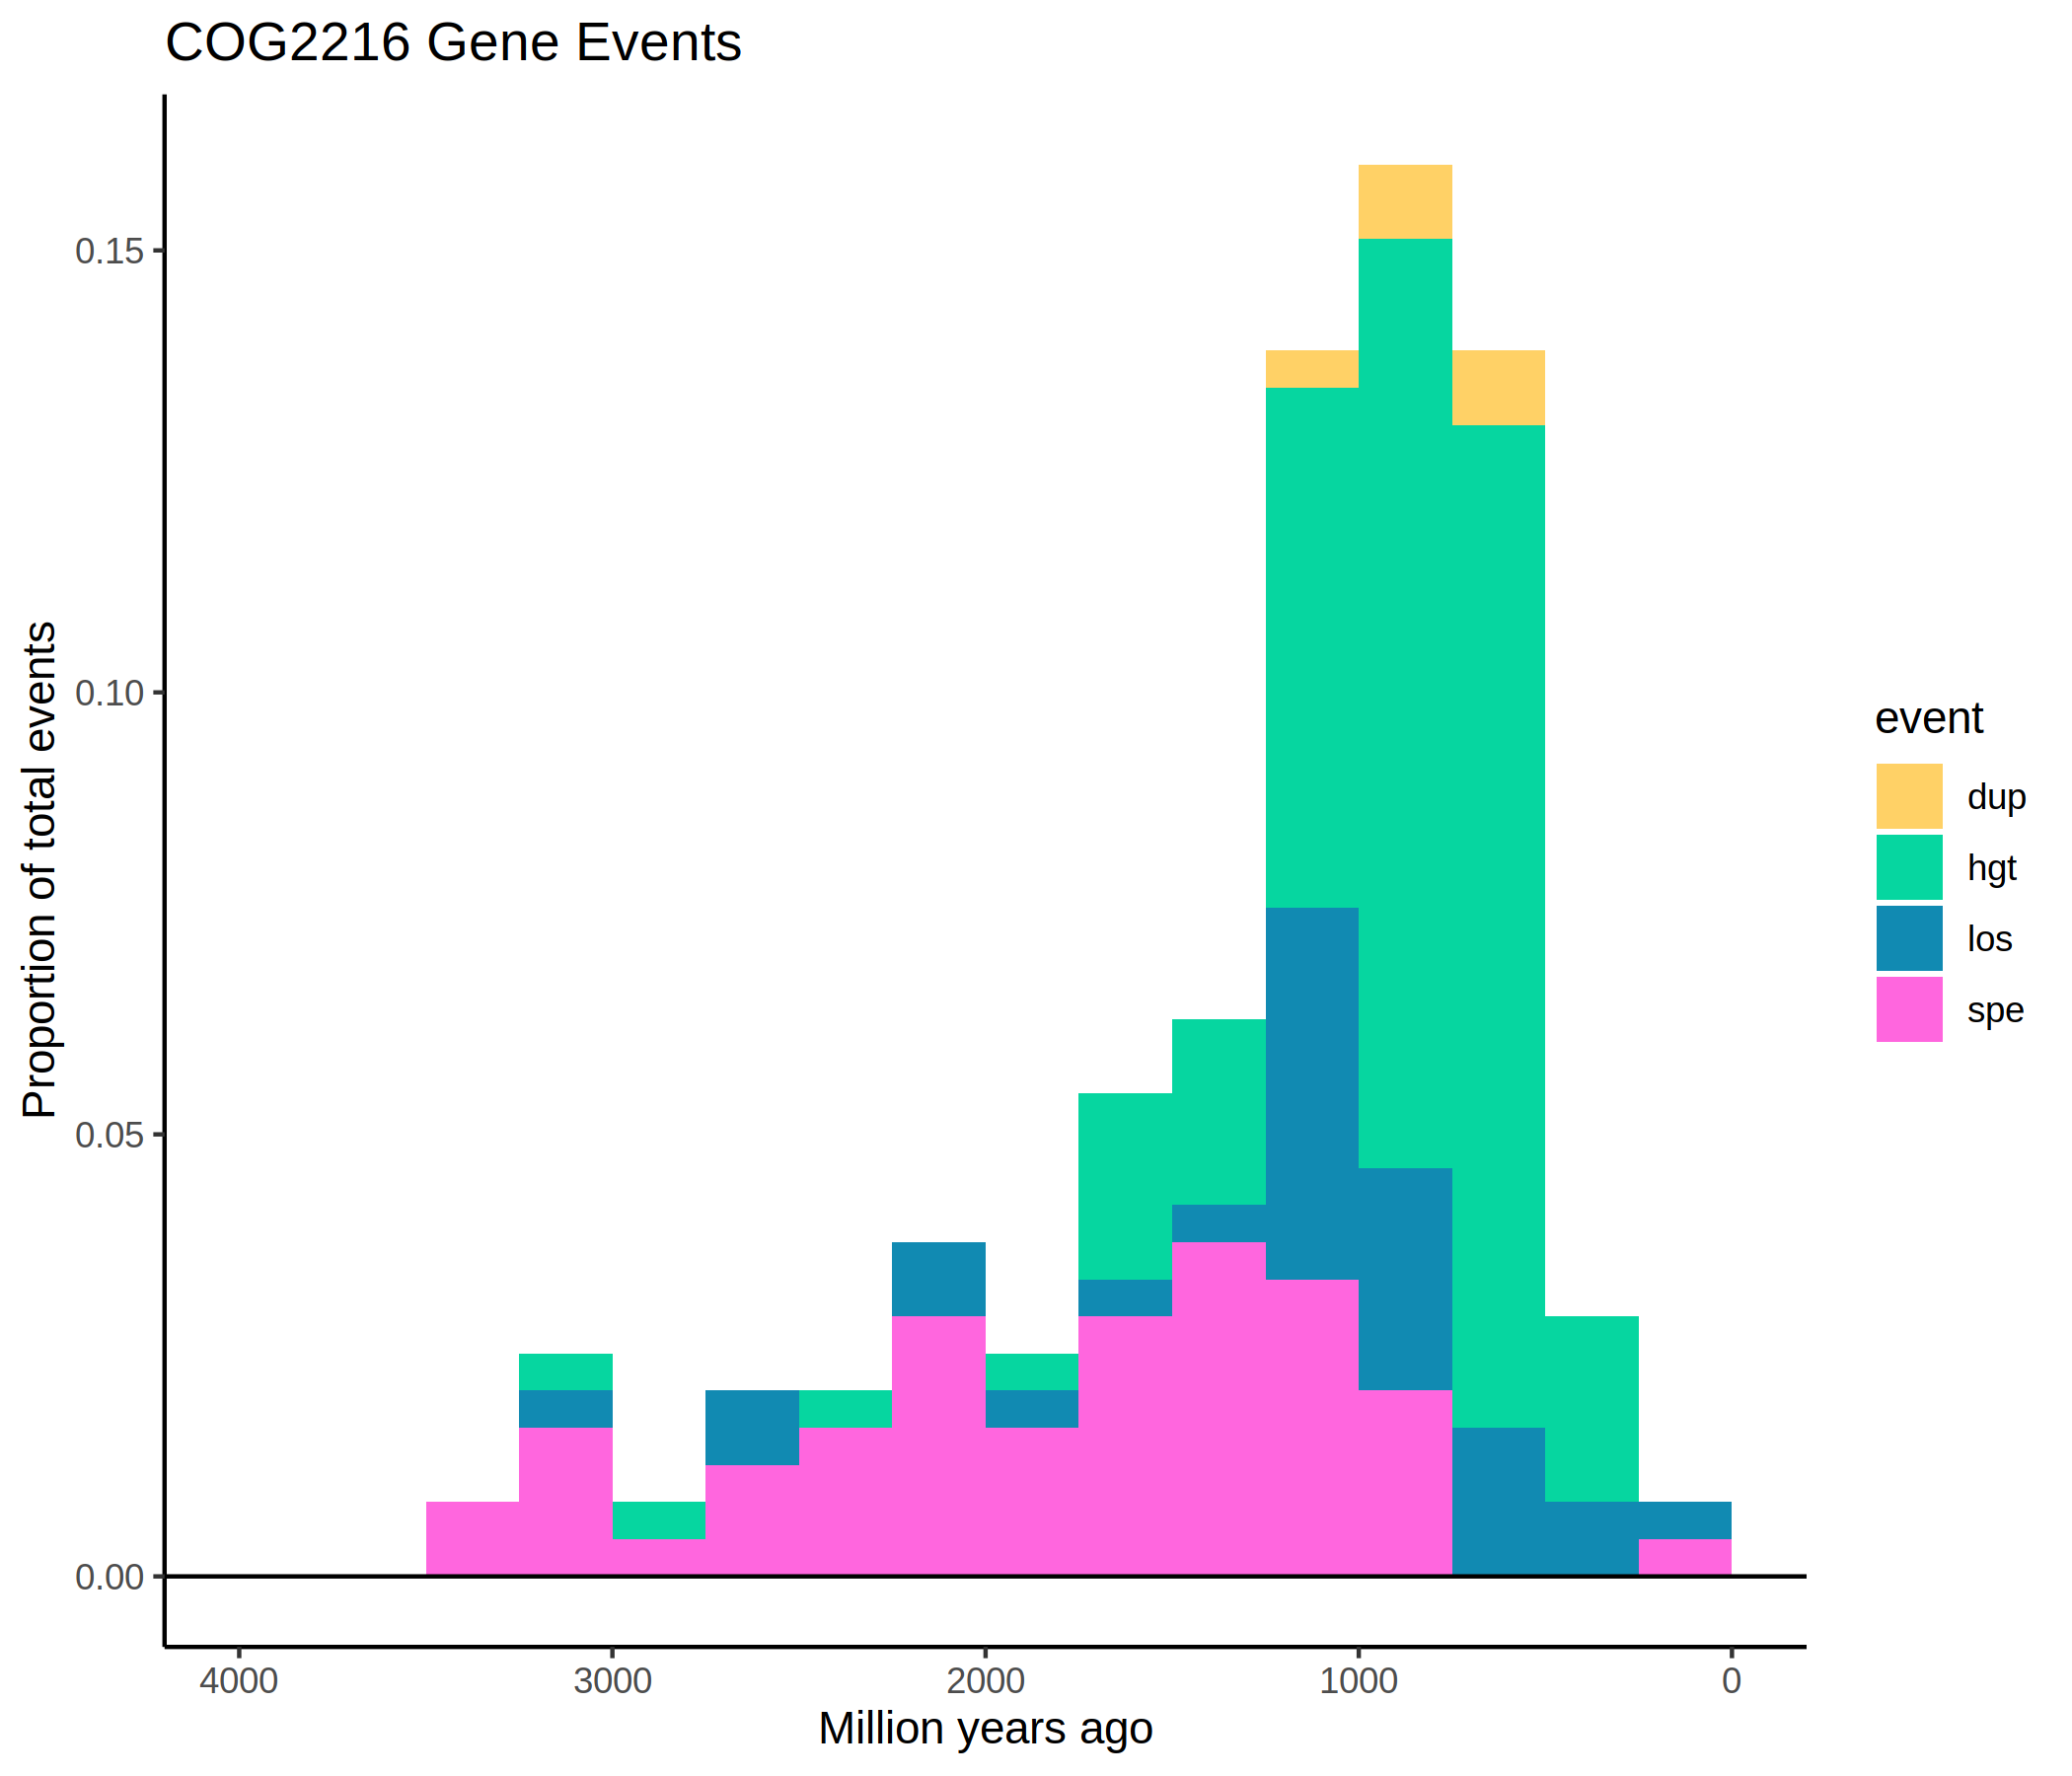 COG2216 Gene Events
Proportion of total events
0.15
0.10
0.05
0.00
4000 3000 2000 1000 0
Million years ago
event
dup
hgt
los
spe